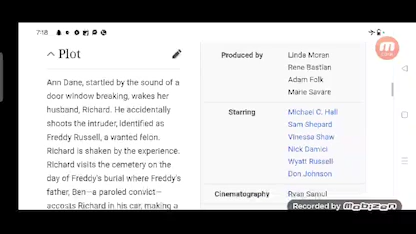 7:18
Plot
Ann Dane, startled by the sound of a
door window breaking, wakes her
husband, Richard. He accidentally
shoots the intruder, identified as
Freddy Russell, a wanted felon.
Richard is shaken by the experience.
Richard visits the cemetery on the
day of Freddy's burial where Freddy's
father, Ben—a paroled convict—
accosts Richard in his car, making a
Produced by
Linda Moran
Rene Bastian
Adam Folk
Marie Savare
Starring
Michael C. Hall
Sam Shepard
Vinessa Shaw
Nick Damici
Wyatt Russell
Don Johnson
Cinematography
Ryan Samul
Recorded by
Mobizen